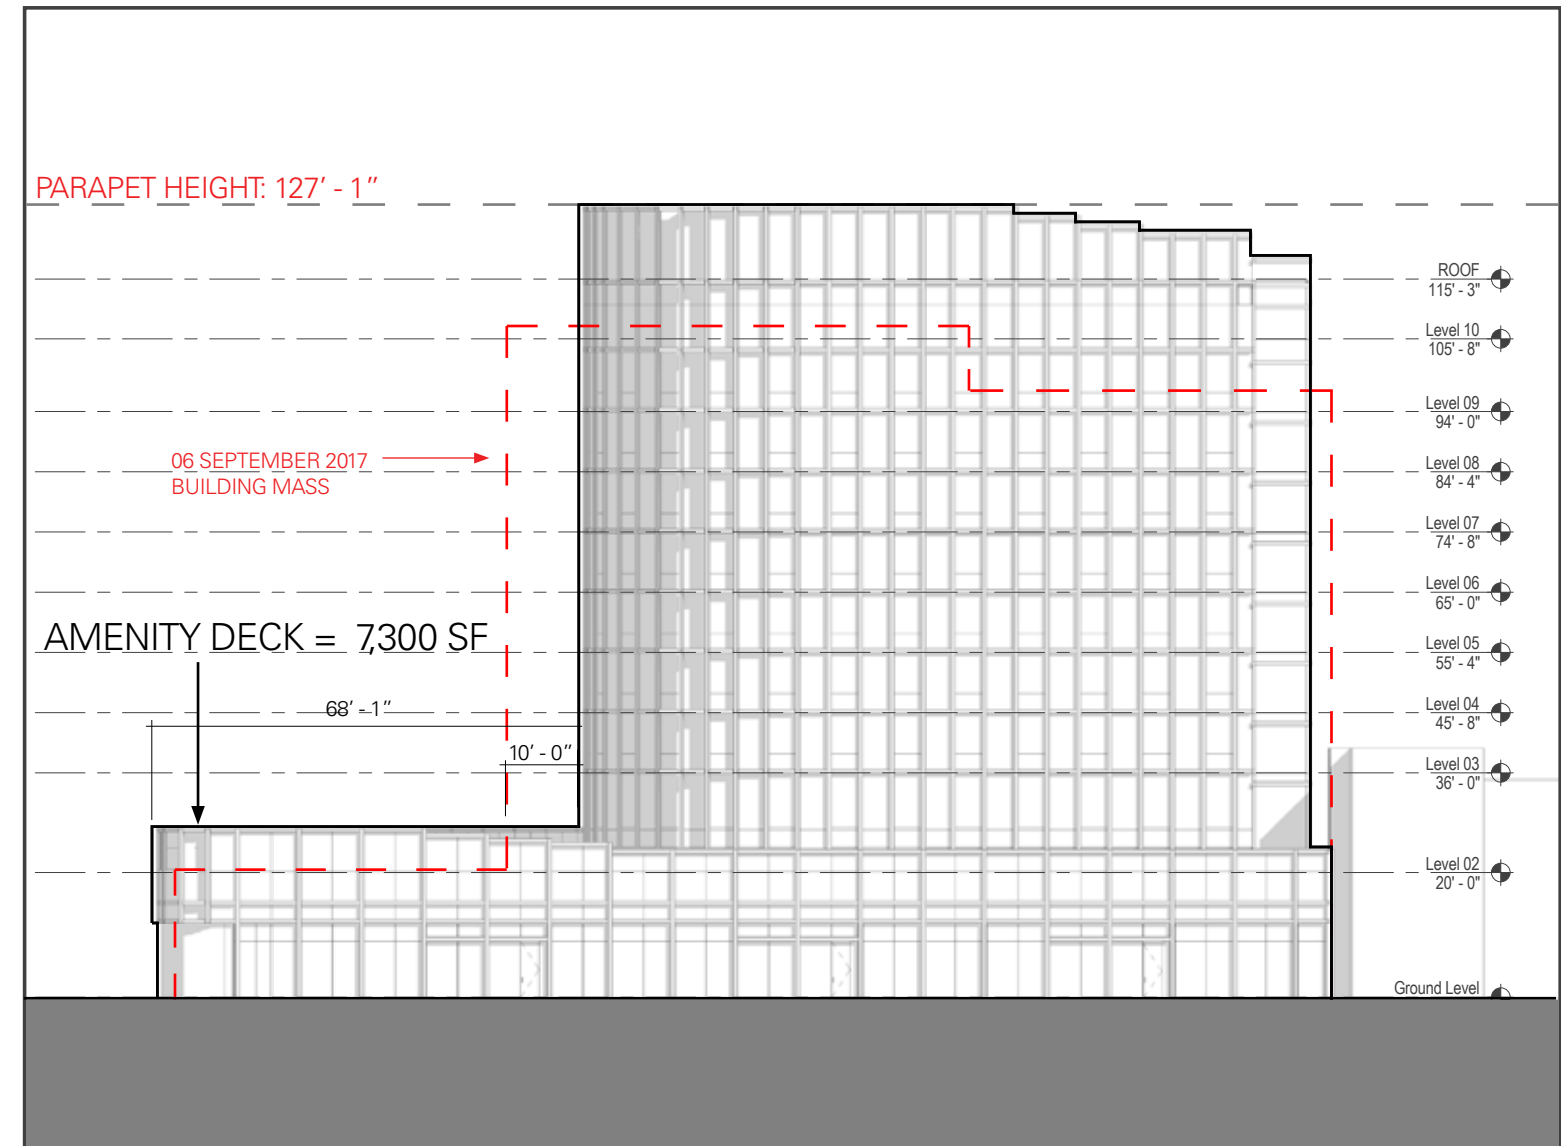 PARAPET HEIGHT: 127' - 1"
ROOF
115' - 3"
Level 10
105' - 8"
Level 09
94' - 0"
06 SEPTEMBER 2017
BUILDING MASS
Level 08
84' - 4"
Level 07
74' - 8"
Level 06
65' - 0"
AMENITY DECK = 7,300 SF
Level 05
55' - 4"
68' - 1"
Level 04
45' - 8"
10' - 0"
Level 03
36' - 0"
Level 02
20' - 0"
Ground Level